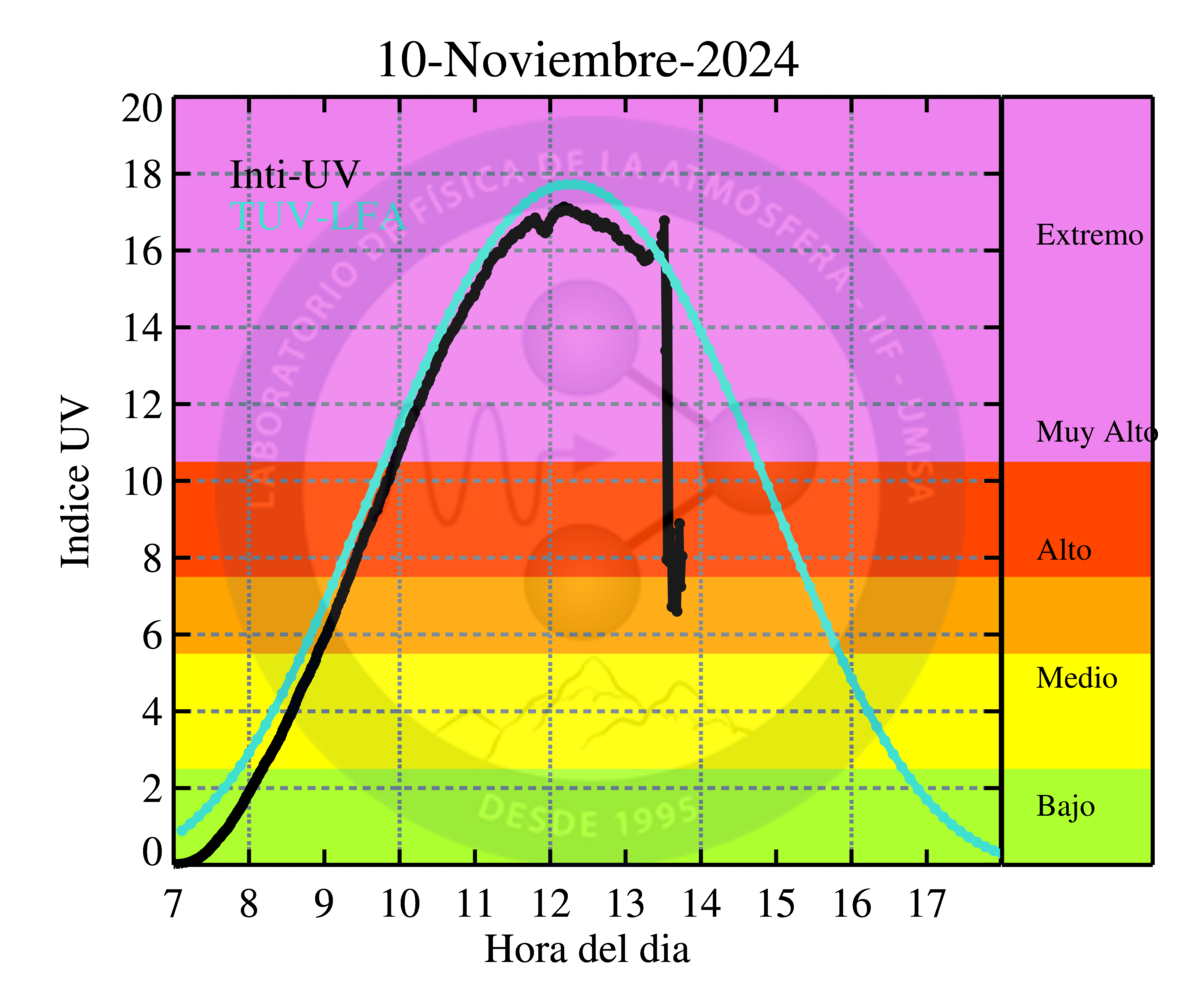 10-Noviembre-2024
20
18
16
14
12
10
8
6
4
2
0
Indice UV
Inti-UV
TUV-LFA
LABORATORIO DE FÍSICA DE LA ATMÓSFERA - IIF - UMSA
DESDE 1995
Extremo
Muy Alto
Alto
Medio
Bajo
7 8 9 10 11 12 13 14 15 16 17
Hora del dia